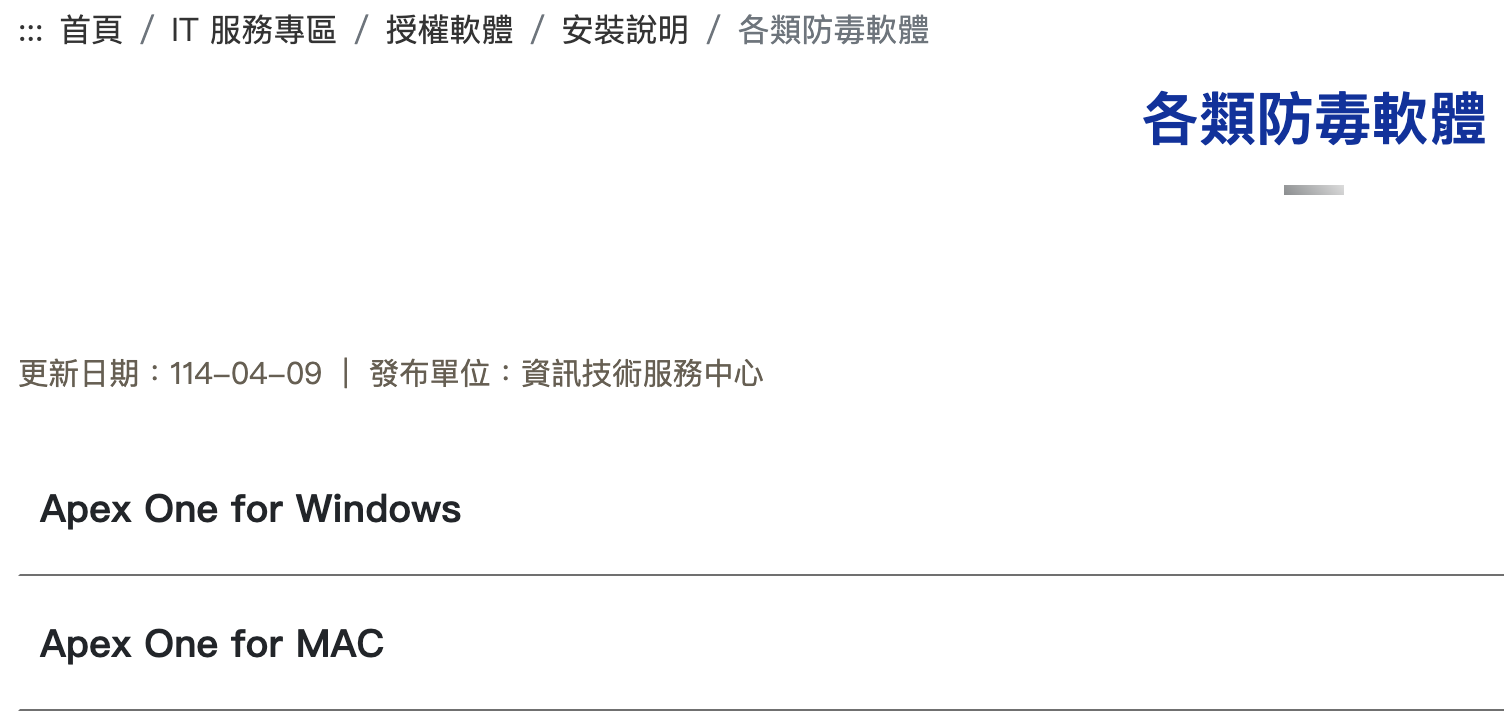 ::: 首頁 / IT 服務專區 / 授權軟體 / 安裝說明 / 各類防毒軟體
各類防毒軟體
更新日期：114-04-09 ｜ 發布單位：資訊技術服務中心
Apex One for Windows
Apex One for MAC